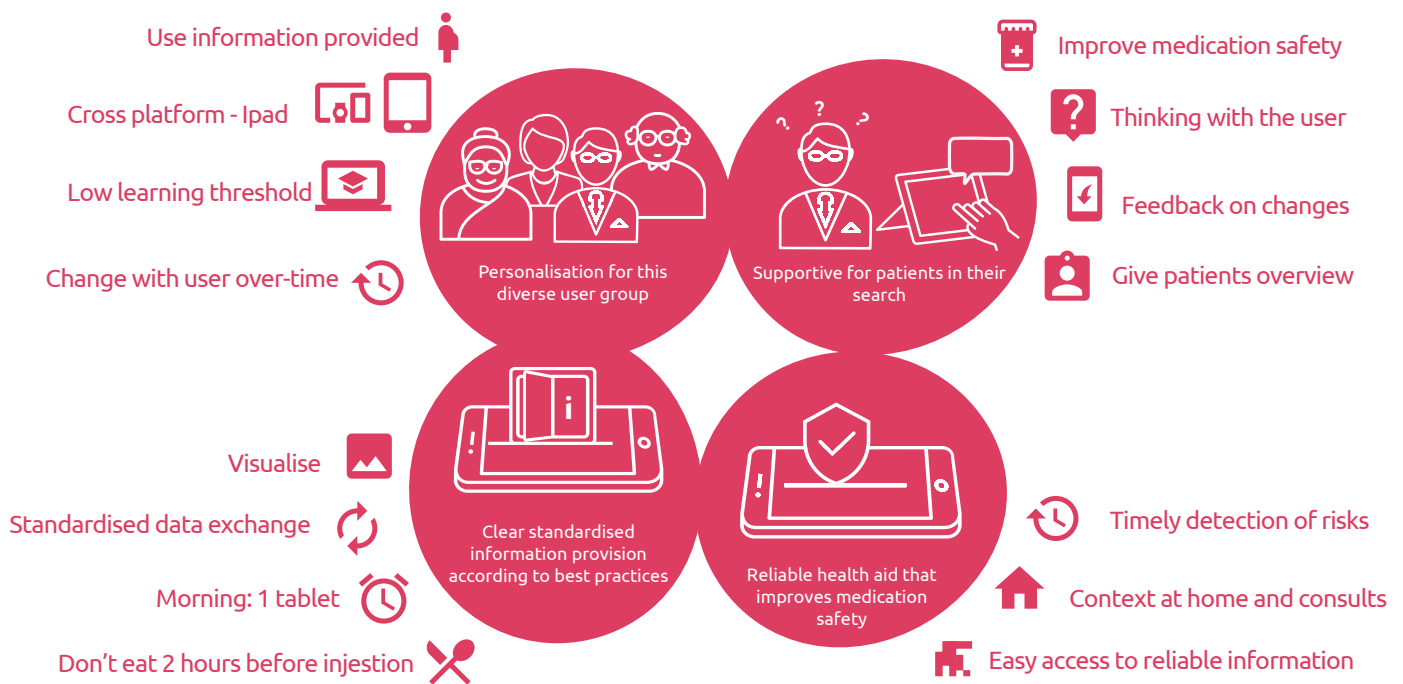 Use information provided
Cross platform - Ipad
Low learning threshold
Change with user over-time
Personalisation for this
diverse user group
? ? ?
Supportive for patients in their
search
Improve medication safety
?
Thinking with the user
Feedback on changes
Give patients overview
Visualise
Standardised data exchange
Morning: 1 tablet
Don't eat 2 hours before injestion
! i
Clear standardised
information provision
according to best practices
!
Reliable health aid that
improves medication
safety
Timely detection of risks
Context at home and consults
Easy access to reliable information